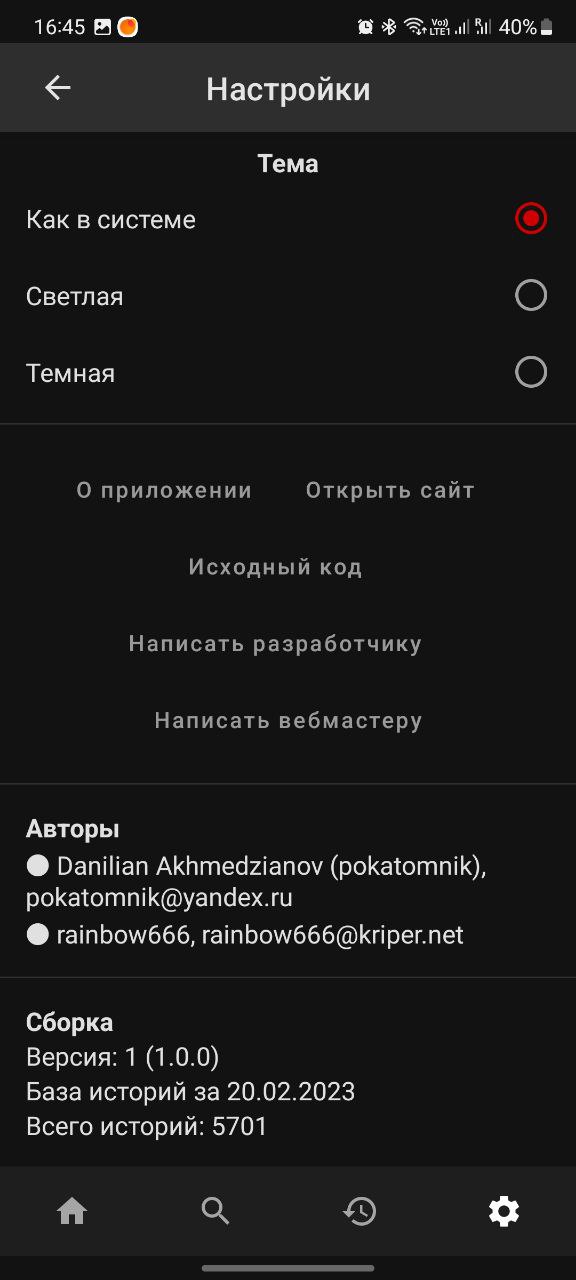 16:45 Vo)) LTE1 R 40%
Настройки
Тема
Как в системе
Светлая
Темная
О приложении Открыть сайт
Исходный код
Написать разработчику
Написать вебмастеру
Авторы
● Danilian Akhmedzianov (pokatomnik),
pokatomnik@yandex.ru
● rainbow666, rainbow666@kriper.net
Сборка
Версия: 1 (1.0.0)
База историй за 20.02.2023
Всего историй: 5701